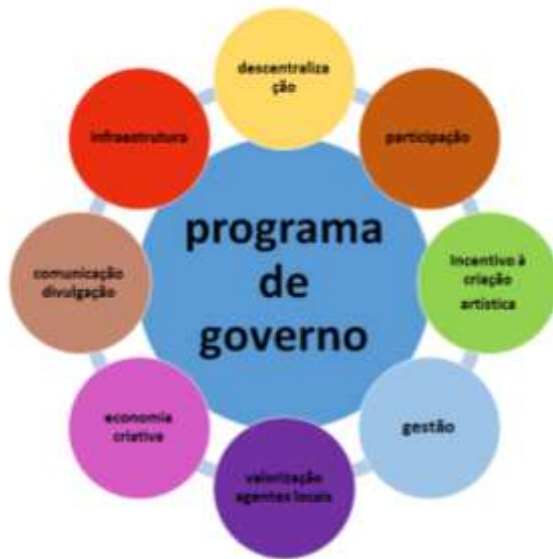 descentraliza
ção
participação
Incentivo à
criação
artística
gestão
valorização
agentes locais
economia
criativa
comunicação
divulgação
infraestrutura
programa
de
governo